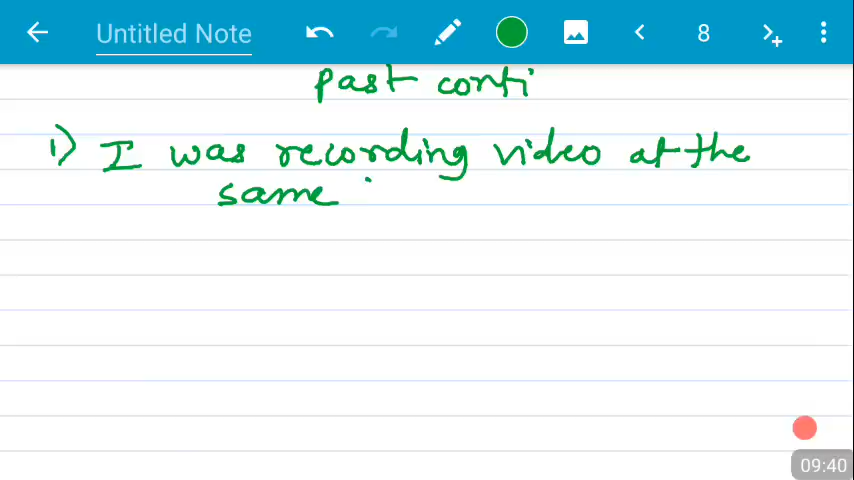 Untitled Note
8
past conti
1) I was recording video at the
same
09:40